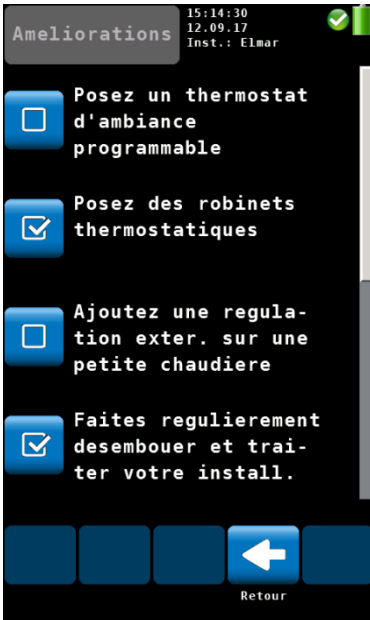 Ameliorations
15:14:30
12.09.17
Inst.: Elmar
Posez un thermostat
d'ambiance
programmable
Posez des robinets
thermostatiques
Ajoutez une regula-
tion exter. sur une
petite chaudiere
Faites regulierement
desembouer et trai-
ter votre install.
Retour